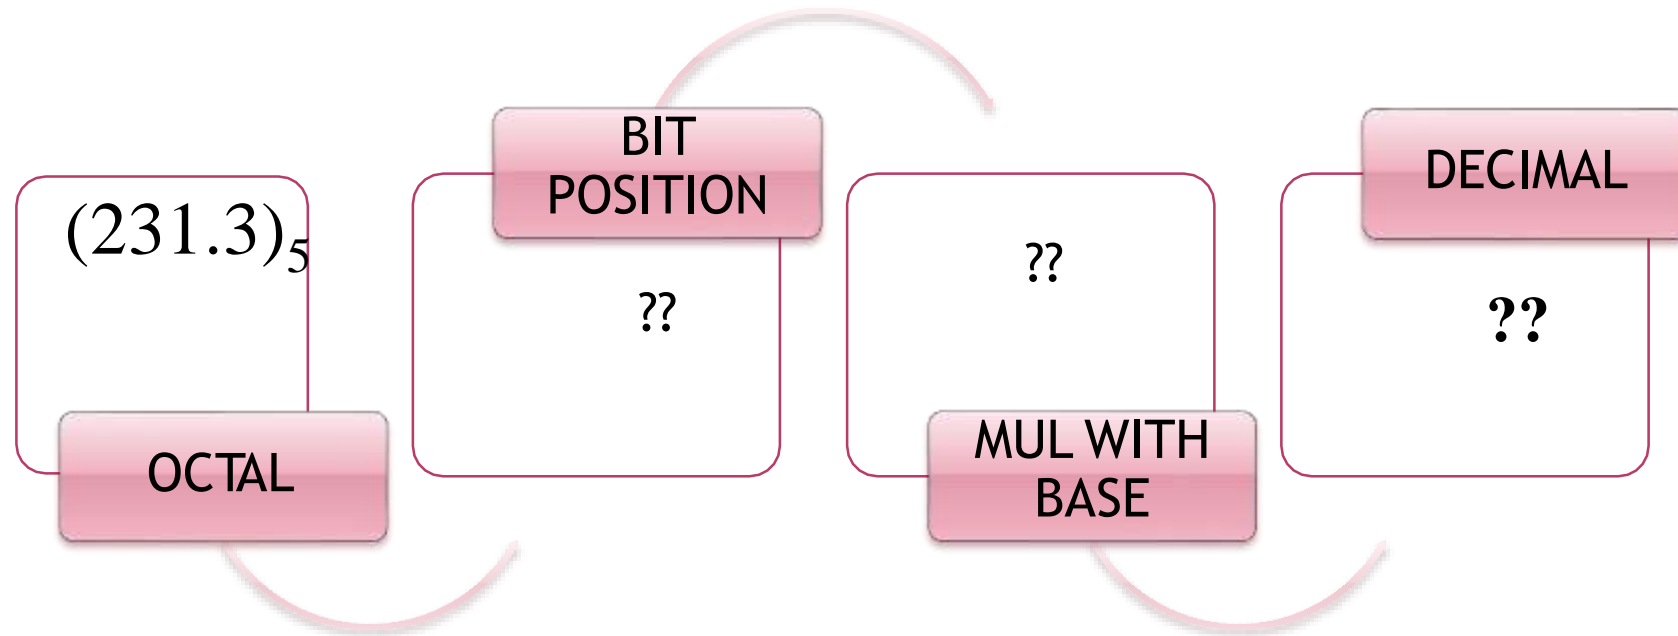 (231.3)₅
OCTAL
BIT
POSITION
??
??
MUL WITH
BASE
DECIMAL
??